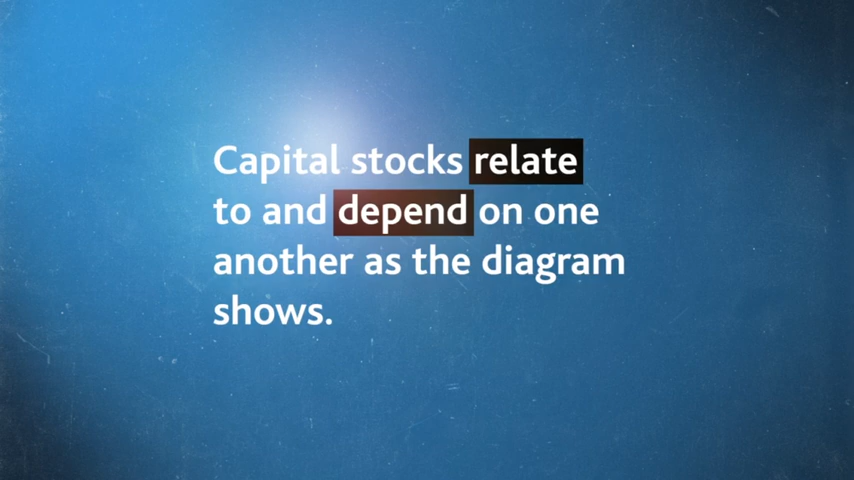 Capital stocks relate
to and depend on one
another as the diagram
shows.